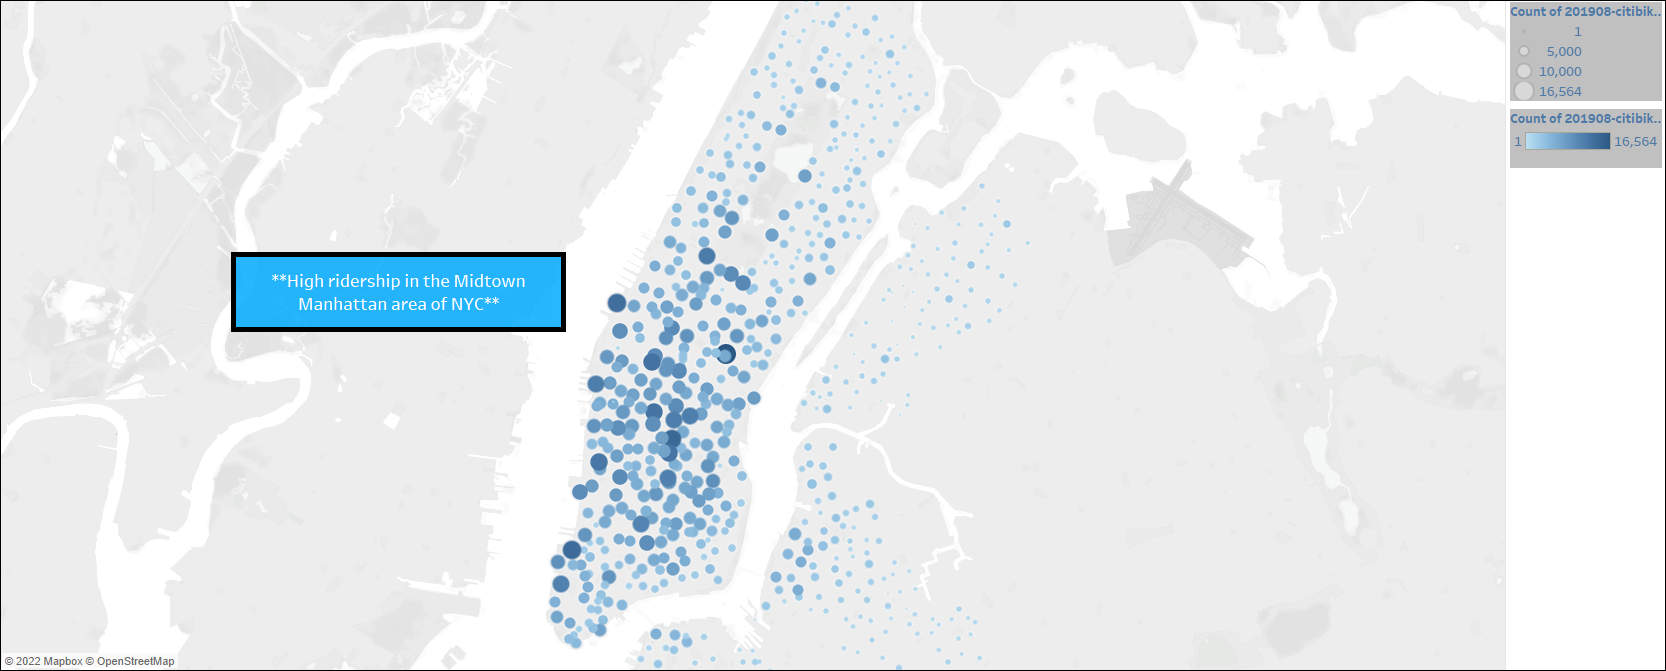 Count of 201908-citibik..
1
5,000
10,000
16,564
Count of 201908-citibik..
1 16,564
**High ridership in the Midtown
Manhattan area of NYC**
© 2022 Mapbox © OpenStreetMap